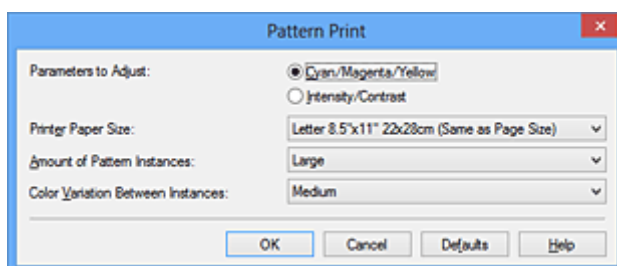 Pattern Print
Parameters to Adjust:
Cyan/Magenta/Yellow
Intensity/Contrast
Printer Paper Size:
Letter 8.5"x11" 22x28cm (Same as Page Size)
Amount of Pattern Instances:
Large
Color Variation Between Instances:
Medium
OK Cancel Defaults Help